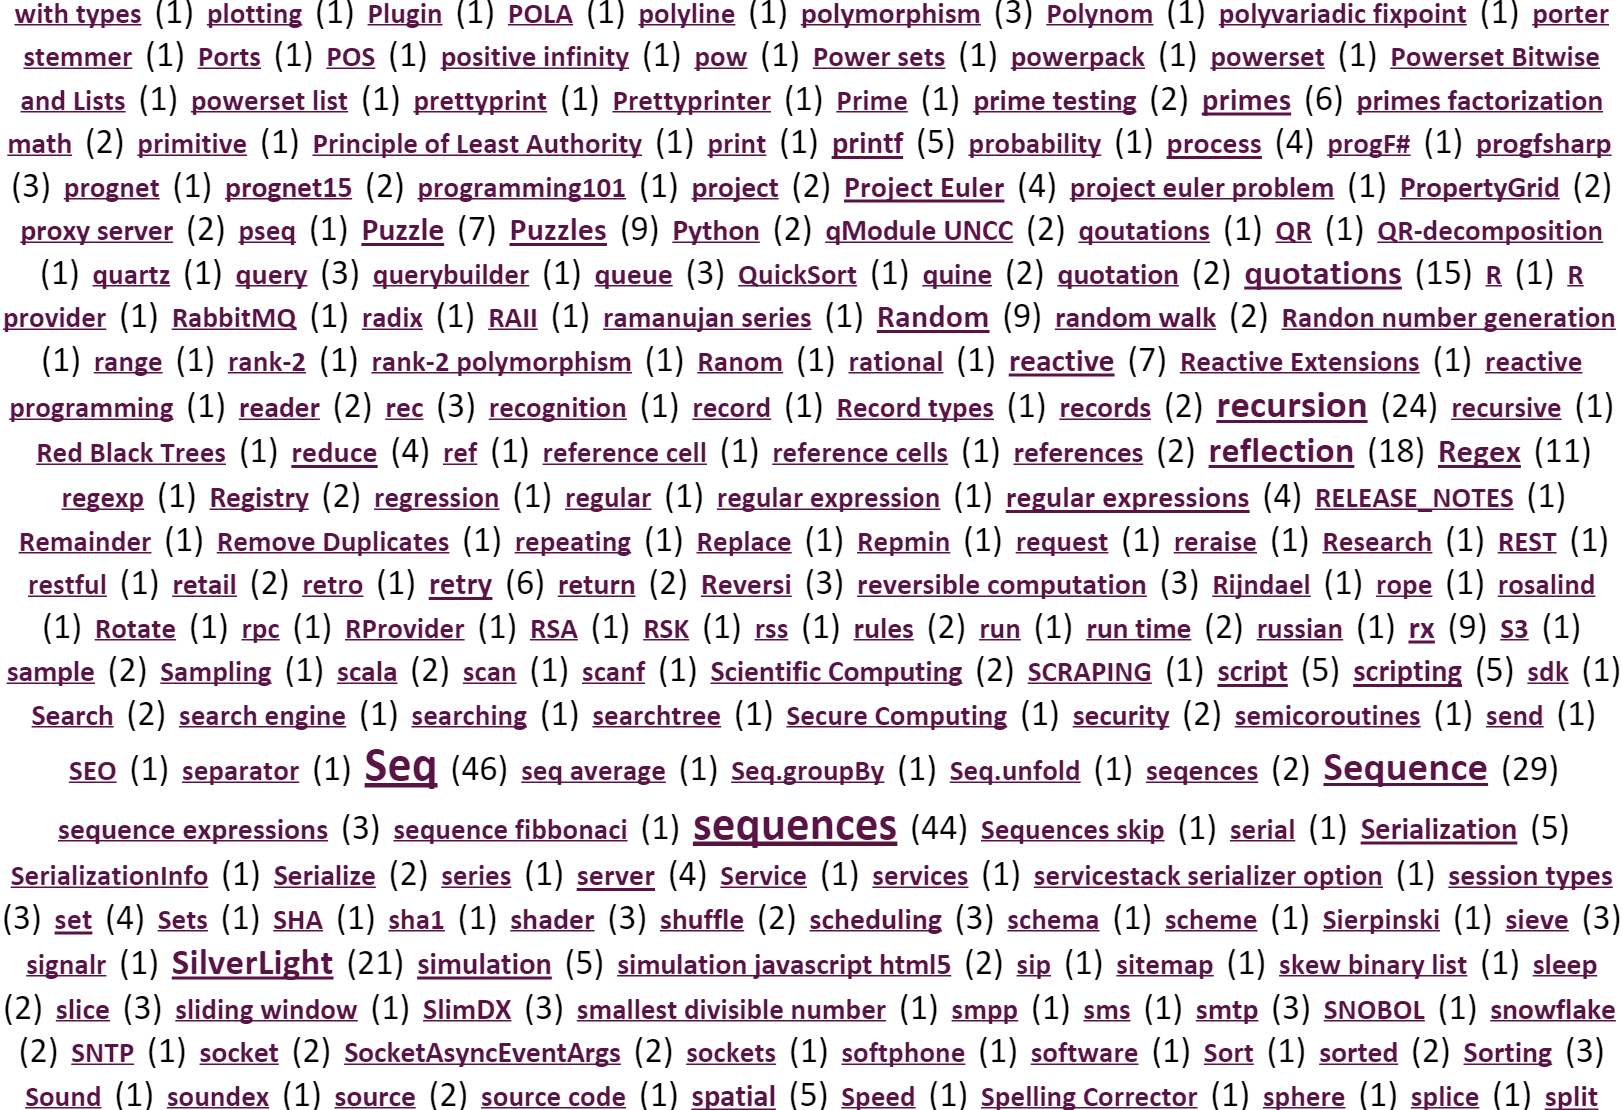 with types (1) plotting (1) Plugin (1) POLA (1) polyline (1) polymorphism (3) Polynom (1) polyvariadic fixpoint (1) porter
stemmer (1) Ports (1) POS (1) positive infinity (1) pow (1) Power sets (1) powerpack (1) powerset (1) Powerset Bitwise
and Lists (1) powerset list (1) prettyprint (1) Prettyprinter (1) Prime (1) prime testing (2) primes (6) primes factorization
math (2) primitive (1) Principle of Least Authority (1) print (1) printf (5) probability (1) process (4) progF# (1) progfsharp
(3) prognet (1) prognet15 (2) programming101 (1) project (2) Project Euler (4) project euler problem (1) PropertyGrid (2)
proxy server (2) pseq (1) Puzzle (7) Puzzles (9) Python (2) qModule UNCC (2) qoutations (1) QR (1) QR-decomposition
(1) quartz (1) query (3) querybuilder (1) queue (3) QuickSort (1) quine (2) quotation (2) quotations (15) R (1) R
provider (1) RabbitMQ (1) radix (1) RAII (1) ramanujan series (1) Random (9) random walk (2) Randon number generation
(1) range (1) rank-2 (1) rank-2 polymorphism (1) Ranom (1) rational (1) reactive (7) Reactive Extensions (1) reactive
programming (1) reader (2) rec (3) recognition (1) record (1) Record types (1) records (2) recursion (24) recursive (1)
Red Black Trees (1) reduce (4) ref (1) reference cell (1) reference cells (1) references (2) reflection (18) Regex (11)
regexp (1) Registry (2) regression (1) regular (1) regular expression (1) regular expressions (4) RELEASE_NOTES (1)
Remainder (1) Remove Duplicates (1) repeating (1) Replace (1) Repmin (1) request (1) reraise (1) Research (1) REST (1)
restful (1) retail (2) retro (1) retry (6) return (2) Reversi (3) reversible computation (3) Rijndael (1) rope (1) rosalind
(1) Rotate (1) rpc (1) RProvider (1) RSA (1) RSK (1) rss (1) rules (2) run (1) run time (2) russian (1) rx (9) S3 (1)
sample (2) Sampling (1) scala (2) scan (1) scanf (1) Scientific Computing (2) SCRAPING (1) script (5) scripting (5) sdk (1)
Search (2) search engine (1) searching (1) searchtree (1) Secure Computing (1) security (2) semicoroutines (1) send (1)
SEO (1) separator (1) Seq (46) seq average (1) Seq.groupBy (1) Seq.unfold (1) seqences (2) Sequence (29)
sequence expressions (3) sequence fibbonaci (1) sequences (44) Sequences skip (1) serial (1) Serialization (5)
SerializationInfo (1) Serialize (2) series (1) server (4) Service (1) services (1) servicestack serializer option (1) session types
(3) set (4) Sets (1) SHA (1) sha1 (1) shader (3) shuffle (2) scheduling (3) schema (1) scheme (1) Sierpinski (1) sieve (3)
signalr (1) SilverLight (21) simulation (5) simulation javascript html5 (2) sip (1) sitemap (1) skew binary list (1) sleep
(2) slice (3) sliding window (1) SlimDX (3) smallest divisible number (1) smpp (1) sms (1) smtp (3) SNOBOL (1) snowflake
(2) SNTP (1) socket (2) SocketAsyncEventArgs (2) sockets (1) softphone (1) software (1) Sort (1) sorted (2) Sorting (3)
Sound (1) soundex (1) source (2) source code (1) spatial (5) Speed (1) Spelling Corrector (1) sphere (1) splice (1) split